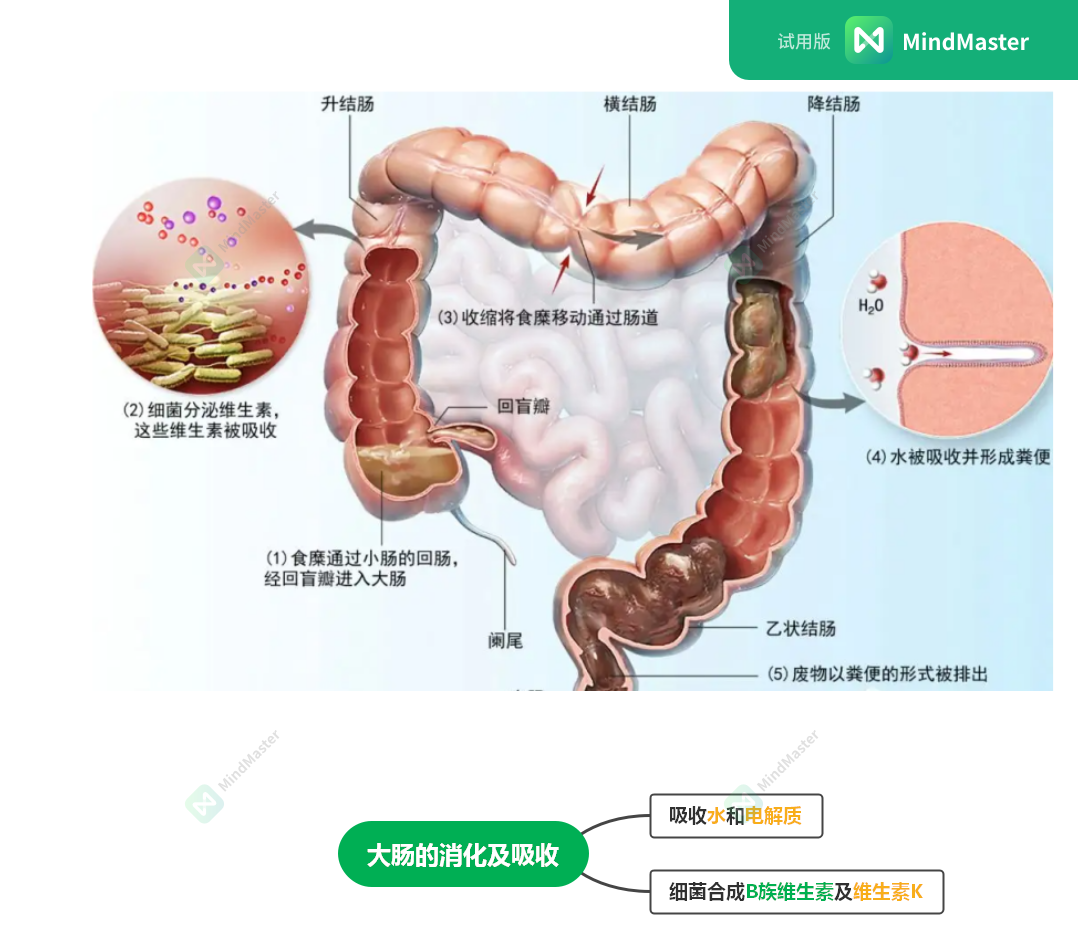 试用版 MindMaster
升结肠
横结肠
降结肠
MindMaster
MindMaster
H₂O
(3)收缩将食糜移动通过肠道
(2)细菌分泌维生素，
这些维生素被吸收
回盲瓣
(4)水被吸收并形成粪便
(1)食糜通过小肠的回肠，
经回盲瓣进入大肠
阑尾
乙状结肠
(5)废物以粪便的形式被排出
MindMaster
MindMaster
吸收水和电解质
大肠的消化及吸收
细菌合成B族维生素及维生素K